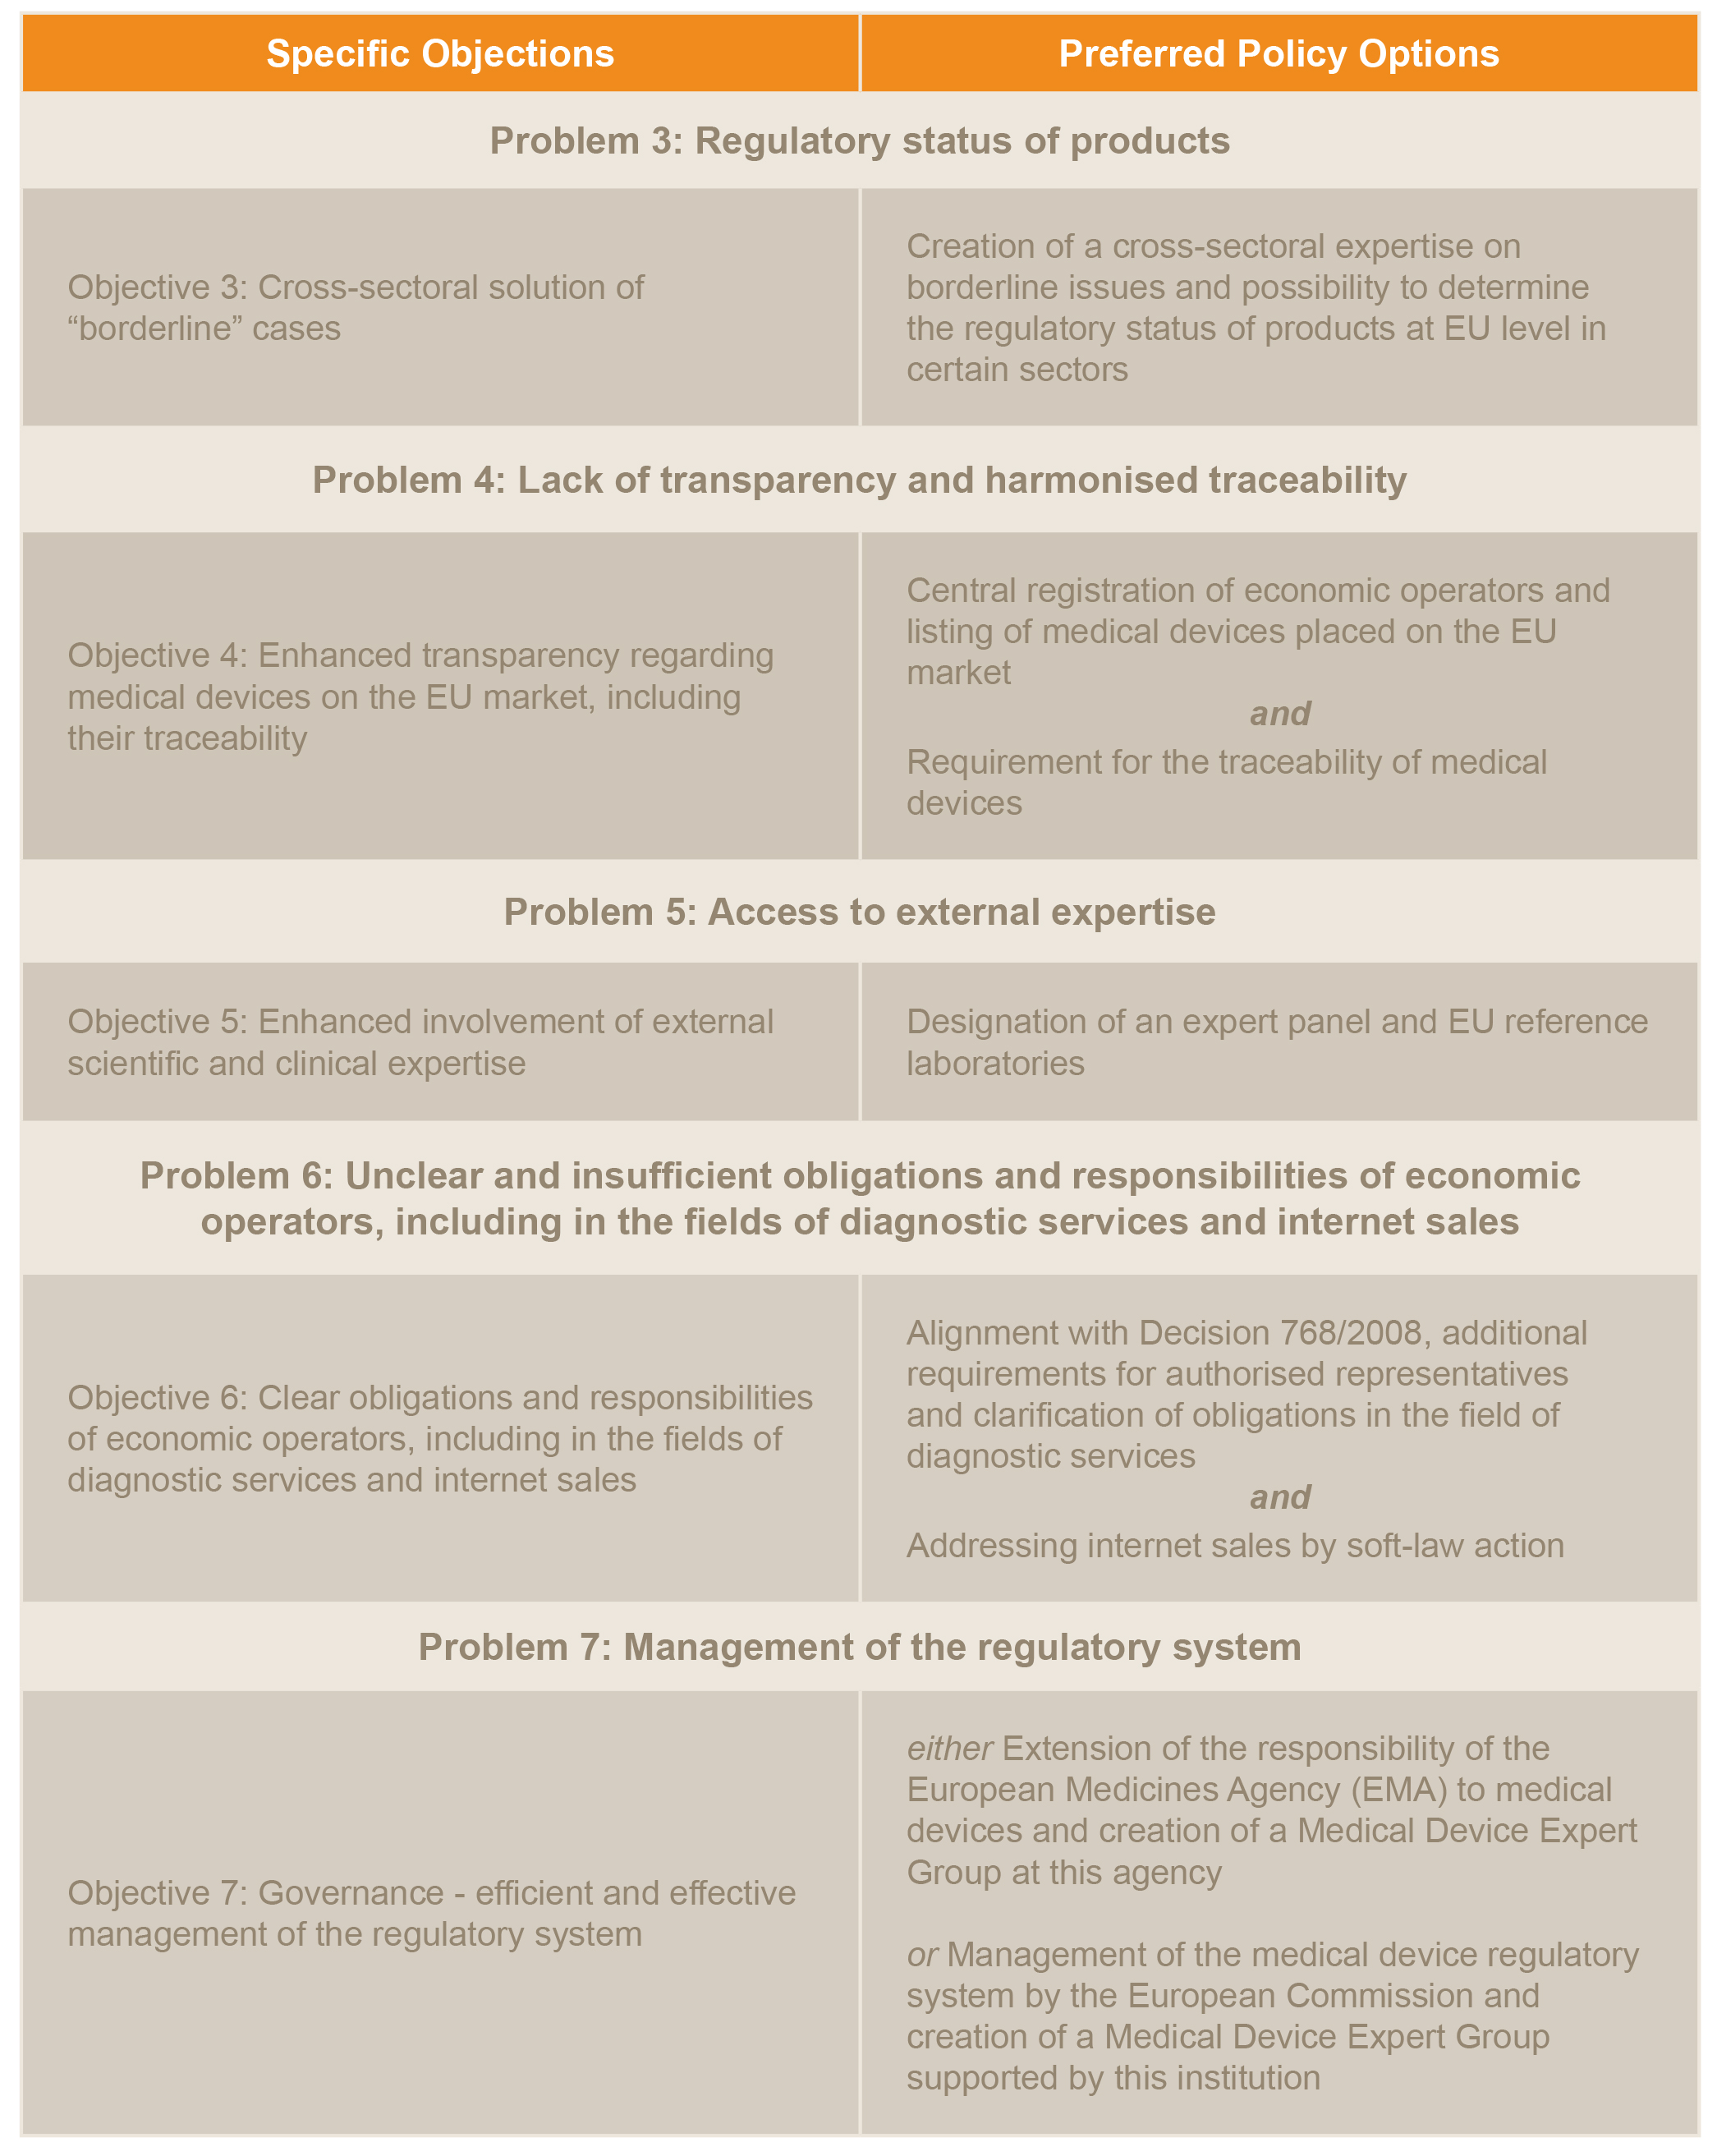 Specific Objections
Preferred Policy Options
Problem 3: Regulatory status of products
Objective 3: Cross-sectoral solution of
“borderline” cases
Creation of a cross-sectoral expertise on
borderline issues and possibility to determine
the regulatory status of products at EU level in
certain sectors
Problem 4: Lack of transparency and harmonised traceability
Objective 4: Enhanced transparency regarding
medical devices on the EU market, including
their traceability
Central registration of economic operators and
listing of medical devices placed on the EU
market
and
Requirement for the traceability of medical
devices
Problem 5: Access to external expertise
Objective 5: Enhanced involvement of external
scientific and clinical expertise
Designation of an expert panel and EU reference
laboratories
Problem 6: Unclear and insufficient obligations and responsibilities of economic
operators, including in the fields of diagnostic services and internet sales
Objective 6: Clear obligations and responsibilities
of economic operators, including in the fields of
diagnostic services and internet sales
Alignment with Decision 768/2008, additional
requirements for authorised representatives
and clarification of obligations in the field of
diagnostic services
and
Addressing internet sales by soft-law action
Problem 7: Management of the regulatory system
Objective 7: Governance - efficient and effective
management of the regulatory system
either Extension of the responsibility of the
European Medicines Agency (EMA) to medical
devices and creation of a Medical Device Expert
Group at this agency
or Management of the medical device regulatory
system by the European Commission and
creation of a Medical Device Expert Group
supported by this institution